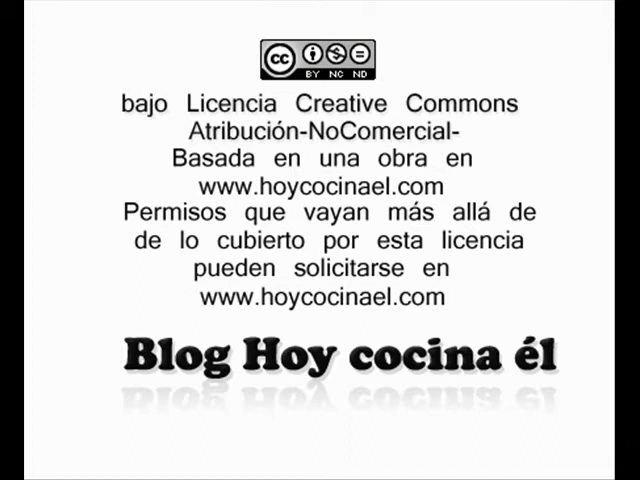 cc
BY NC ND
bajo Licencia Creative Commons
Atribución-NoComercial-
Basada en una obra en
www.hoycocinael.com
Permisos que vayan más allá de
de lo cubierto por esta licencia
pueden solicitarse en
www.hoycocinael.com
Blog Hoy cocina él